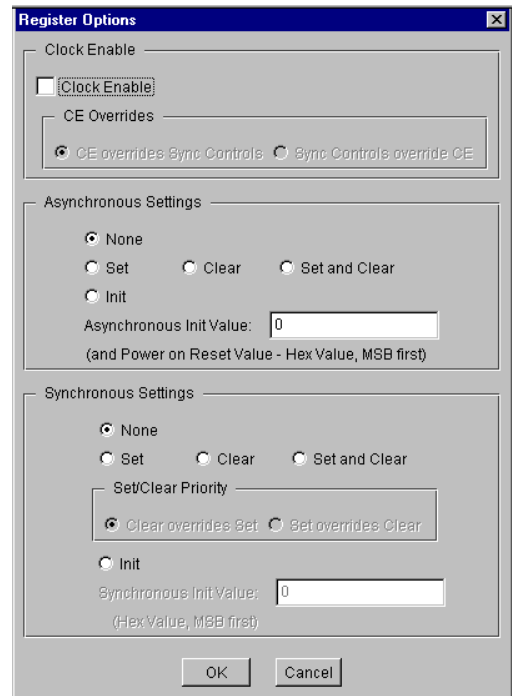 Register Options
Clock Enable
Clock Enable
CE Overrides
CE overrides Sync Controls Sync Controls override CE
Asynchronous Settings
None
Set Clear Set and Clear
Init
Asynchronous Init Value: 0
(and Power on Reset Value - Hex Value, MSB first)
Synchronous Settings
None
Set Clear Set and Clear
Set/Clear Priority
Clear overrides Set Set overrides Clear
Init
Synchronous Init Value: 0
(Hex Value, MSB first)
OK Cancel